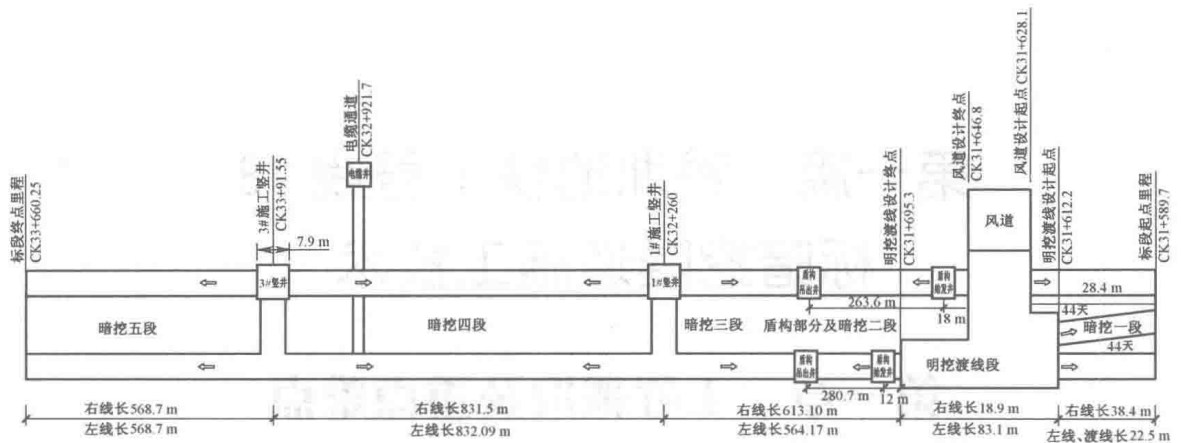 标段终点里程
CK33+660.25
3#施工竖井
CK33+91.55
7.9 m
电缆通道
CK32+921.7
电缆井
1#施工竖井
CK32+260
明挖渡线设计终点
CK31+695.3
风道设计终点
CK31+646.8
风道设计起点 CK31+628.1
明挖渡线设计起点
CK31+612.2
标段起点里程
CK31+589.7
风道
3#竖井
1#竖井
盾构
吊出井
盾构
始发井
263.6 m
18 m
28.4 m
44天
暗挖五段
暗挖四段
暗挖三段
盾构部分及暗挖二段
明挖渡线段
暗挖一段
44天
盾构
吊出井
盾构
始发井
280.7 m
12 m
右线长568.7 m
左线长568.7 m
右线长831.5 m
左线长832.09 m
右线长613.10 m
左线长564.17 m
右线长18.9 m
左线长83.1 m
右线长38.4 m
左线、渡线长22.5 m